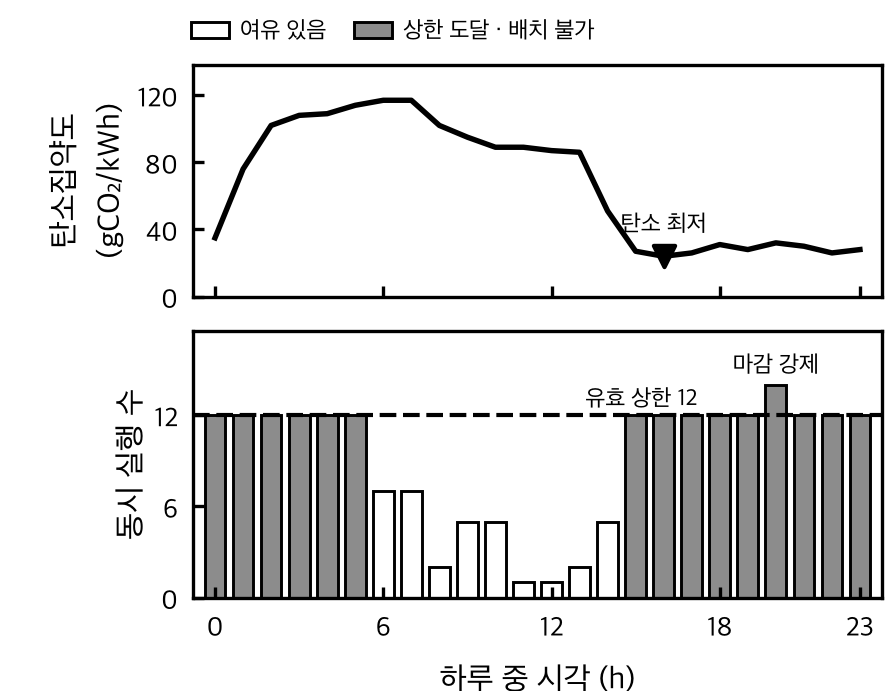 여유 있음 상한 도달 · 배치 불가
탄소집약도
(gCO₂/kWh)
120
80
40
0
탄소 최저
동시 실행 수
12
6
0
마감 강제
유효 상한 12
0 6 12 18 23
하루 중 시각 (h)